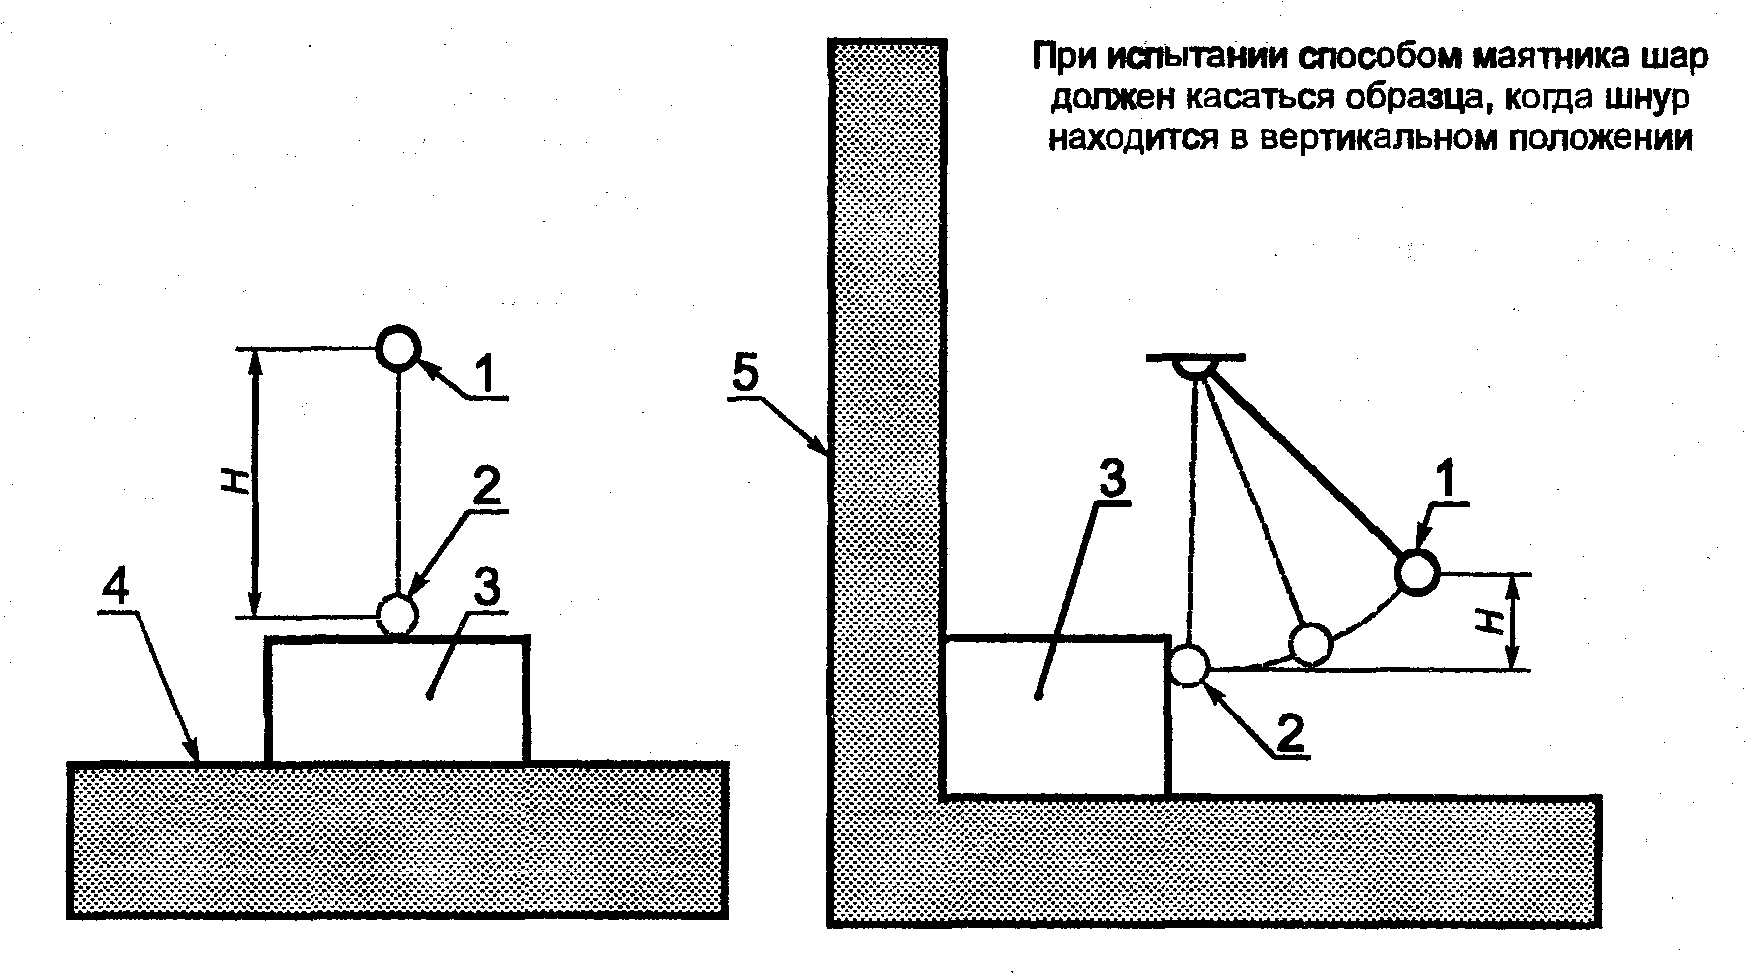 При испытании способом маятника шар
должен касаться образца, когда шнур
находится в вертикальном положении
1
H
2
3
4
5
3
1
H
2